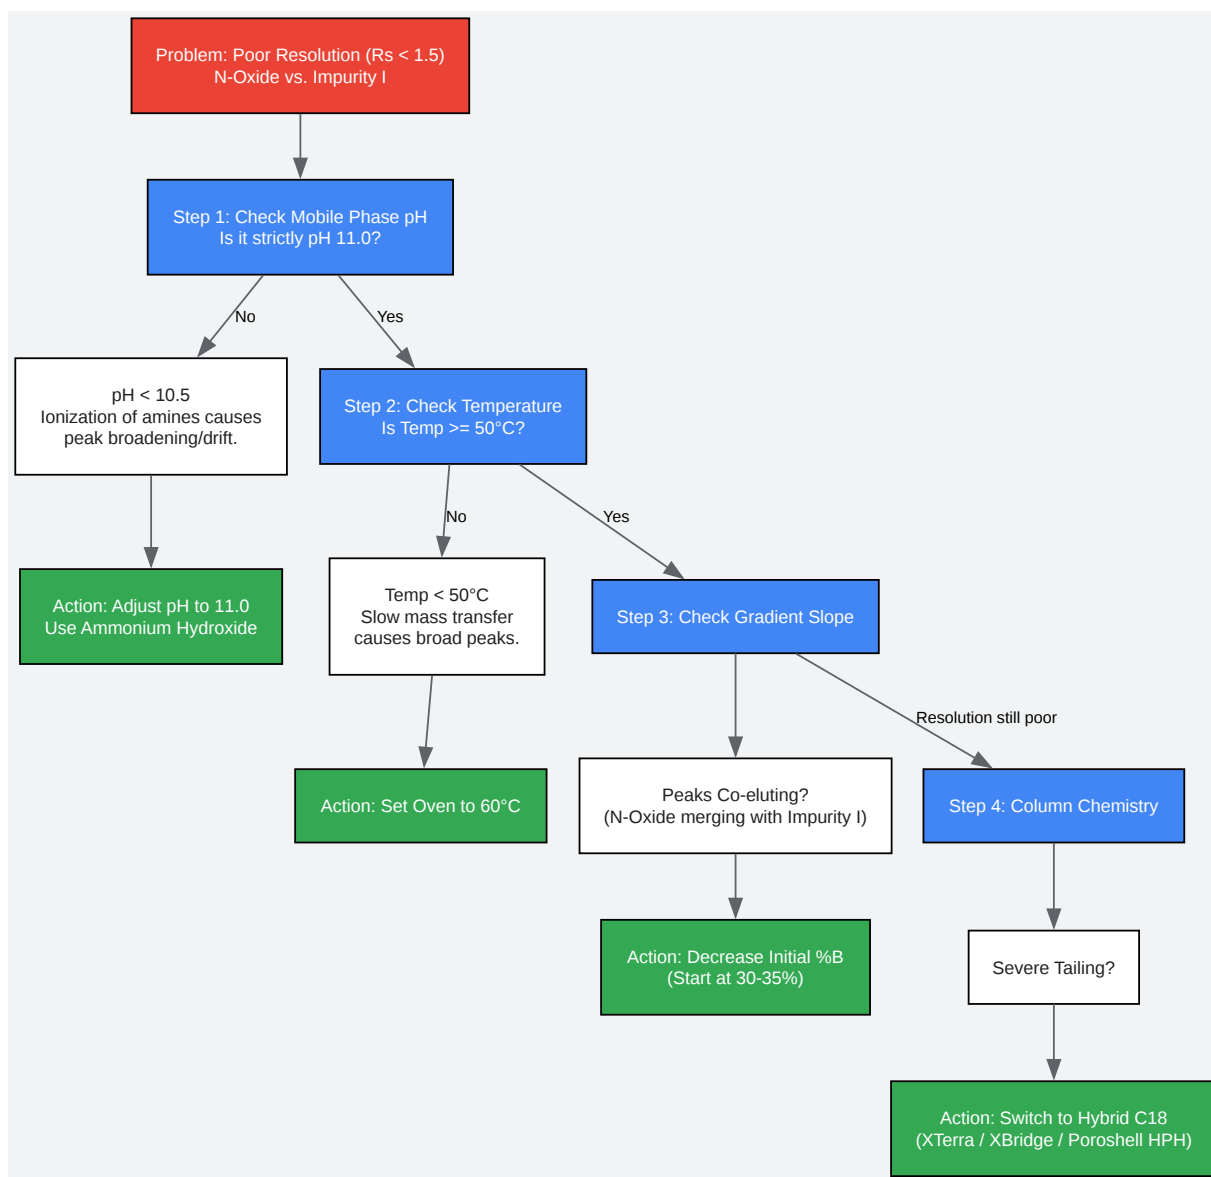 Problem: Poor Resolution (Rs < 1.5)
N-Oxide vs. Impurity I
Step 1: Check Mobile Phase pH
Is it strictly pH 11.0?
No
Yes
pH < 10.5
Ionization of amines causes
peak broadening/drift.
Step 2: Check Temperature
Is Temp >= 50°C?
No
Yes
Action: Adjust pH to 11.0
Use Ammonium Hydroxide
Temp < 50°C
Slow mass transfer
causes broad peaks.
Step 3: Check Gradient Slope
Resolution still poor
Action: Set Oven to 60°C
Peaks Co-eluting?
(N-Oxide merging with Impurity I)
Step 4: Column Chemistry
Action: Decrease Initial %B
(Start at 30-35%)
Severe Tailing?
Action: Switch to Hybrid C18
(XTerra / XBridge / Poroshell HPH)